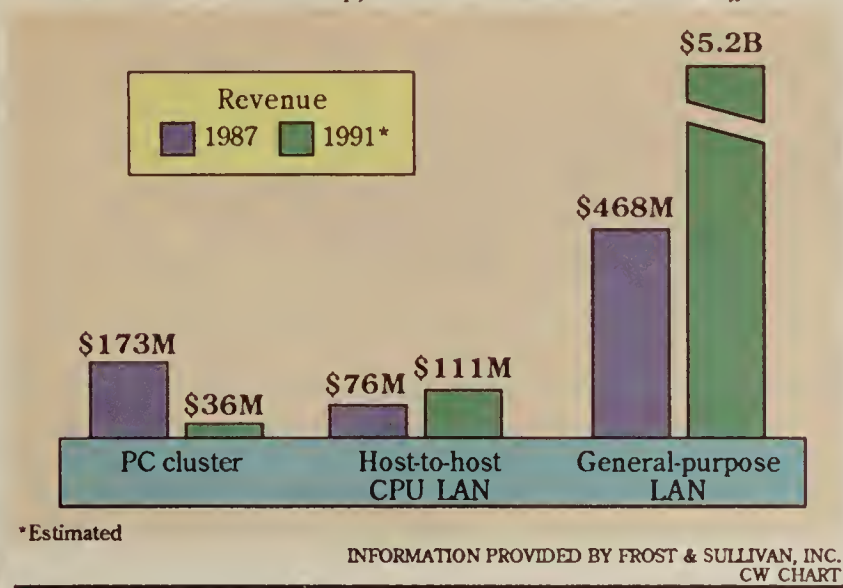 Revenue
1987 1991*
$5.2B
$468M
$173M
$36M
$76M
$111M
PC cluster
Host-to-host
CPU LAN
General-purpose
LAN
*Estimated
INFORMATION PROVIDED BY FROST & SULLIVAN, INC.
CW CHART